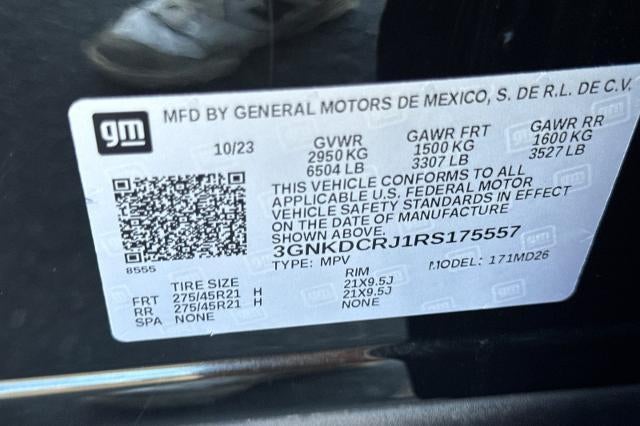 gm
MFD BY GENERAL MOTORS DE MEXICO, S. DE R.L. DE C.V.
10/23 GVWR GAWR FRT GAWR RR
2950 KG 1500 KG 1600 KG
6504 LB 3307 LB 3527 LB
THIS VEHICLE CONFORMS TO ALL
APPLICABLE U.S. FEDERAL MOTOR
VEHICLE SAFETY STANDARDS IN EFFECT
ON THE DATE OF MANUFACTURE
SHOWN ABOVE.
3GNKDCRJ1RS175557
8555
TYPE: MPV MODEL: 171MD26
TIRE SIZE RIM
FRT 275/45R21 H 21X9.5J
RR 275/45R21 H 21X9.5J
SPA NONE NONE